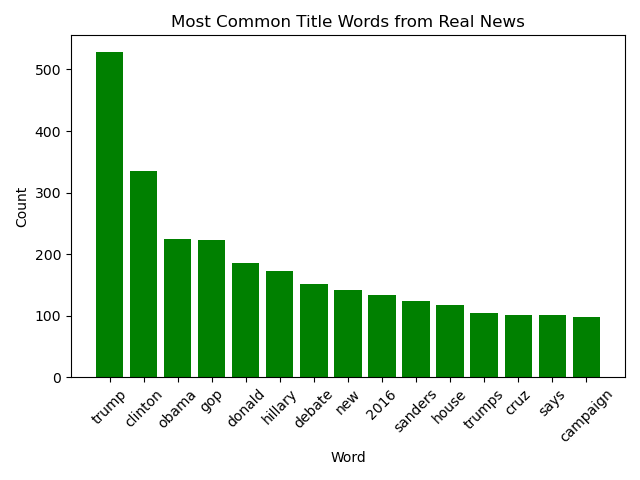 Most Common Title Words from Real News
Count
500
400
300
200
100
0
trump
clinton
obama
gop
donald
hillary
debate
new
2016
sanders
house
trumps
cruz
says
campaign
Word